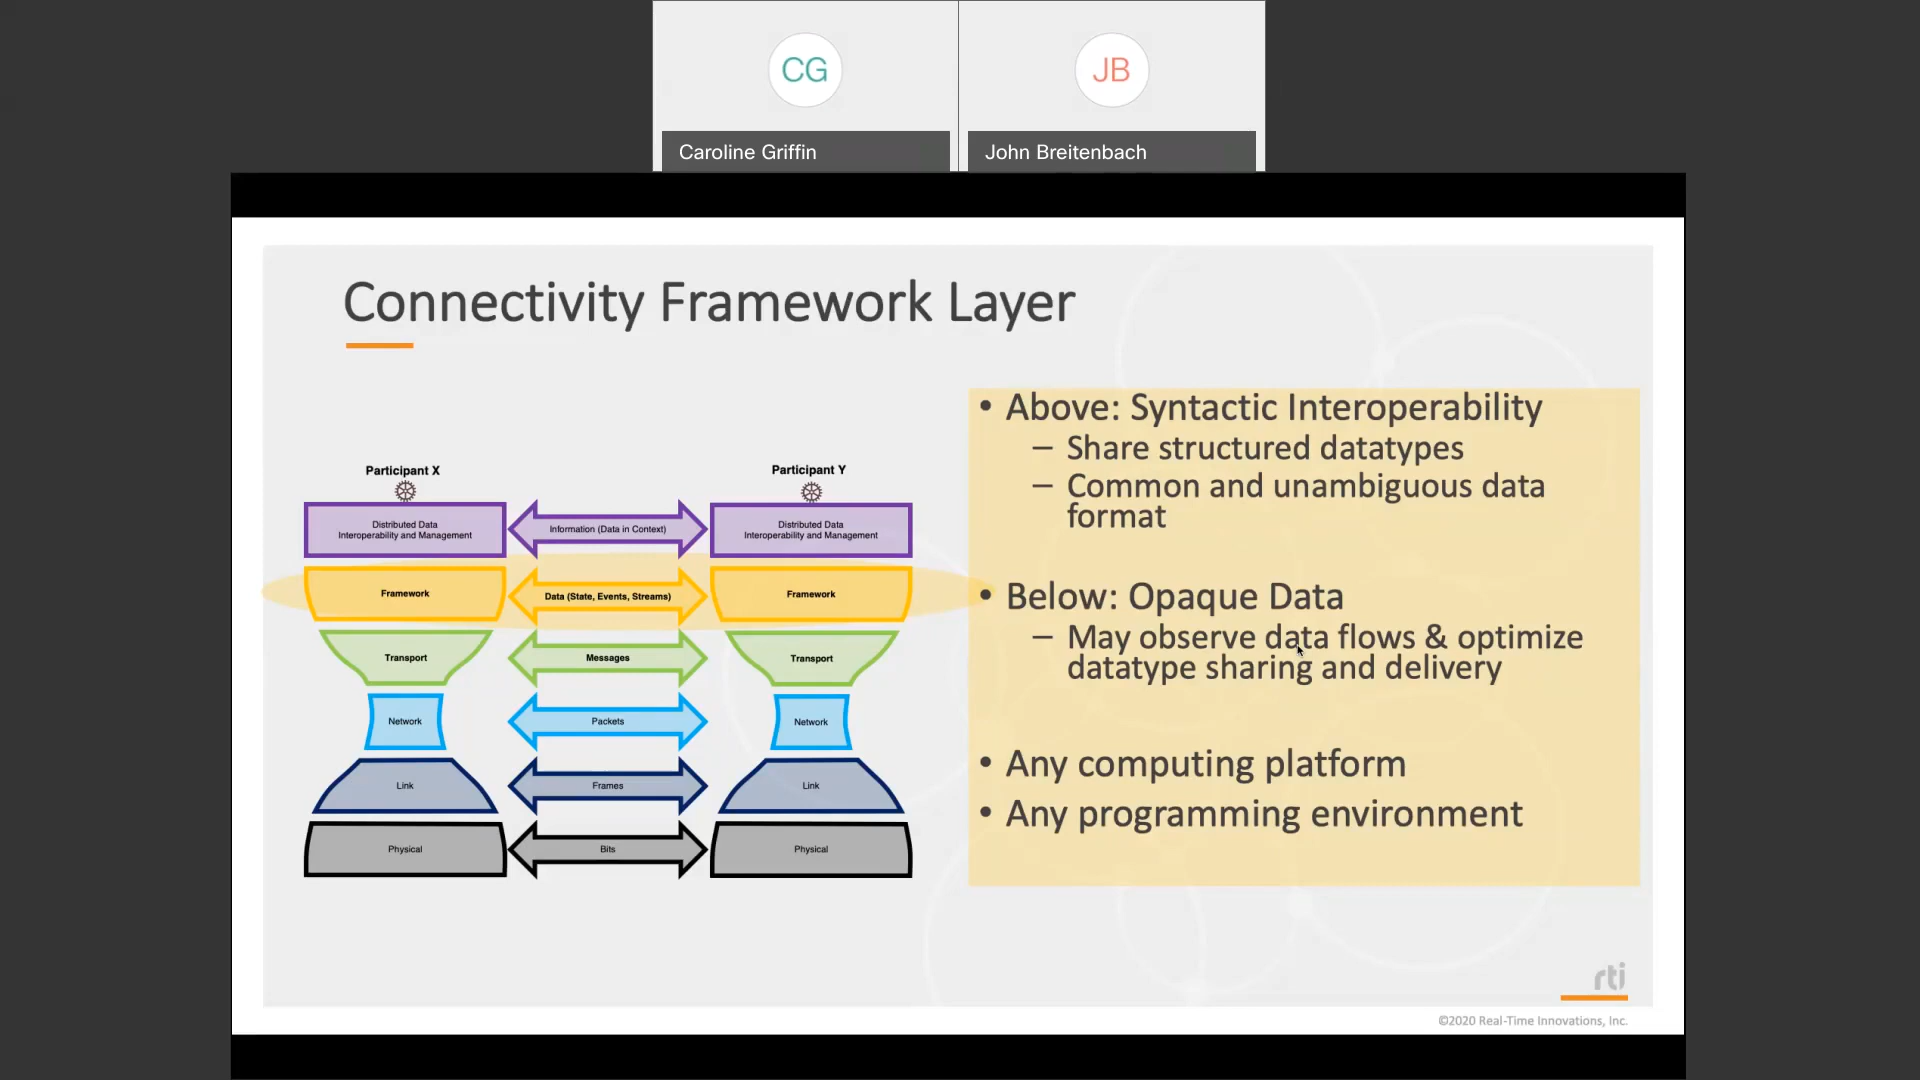 CG
JB
Caroline Griffin
John Breitenbach
Connectivity Framework Layer
Participant X
Participant Y
Distributed Data
Interoperability and Management
Information (Data in Context)
Distributed Data
Interoperability and Management
Framework
Data (State, Events, Streams)
Framework
Transport
Messages
Transport
Network
Packets
Network
Link
Frames
Link
Physical
Bits
Physical
• Above: Syntactic Interoperability
– Share structured datatypes
– Common and unambiguous data
format
• Below: Opaque Data
– May observe data flows & optimize
datatype sharing and delivery
• Any computing platform
• Any programming environment
rti
©2020 Real-Time Innovations, Inc.